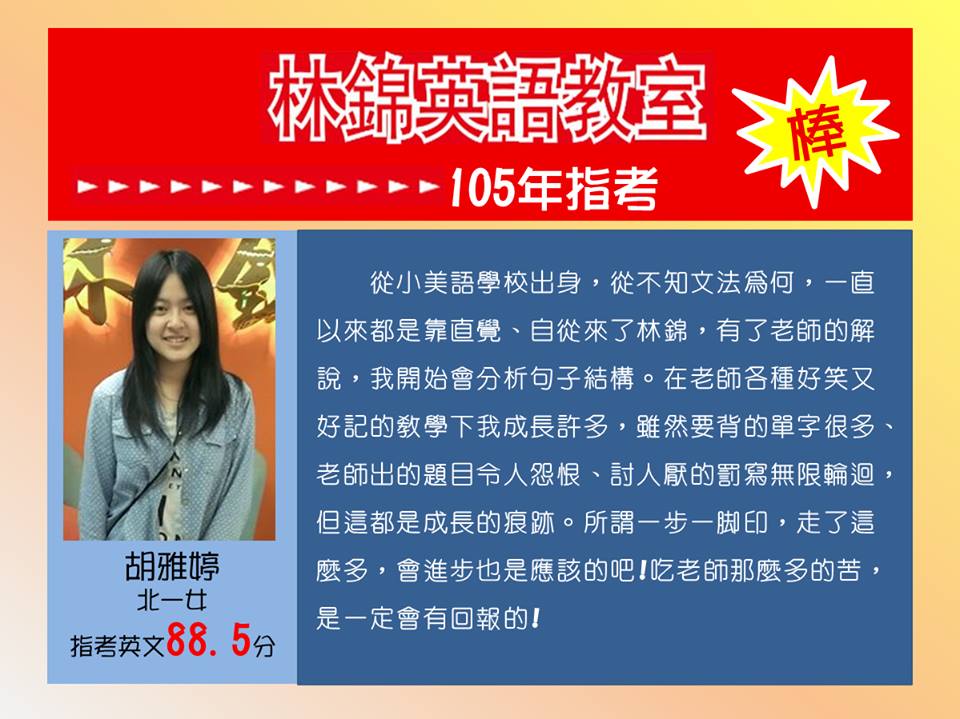 林錦英語教室
棒
105年指考
從小美語學校出身，從不知文法為何，一直
以來都是靠直覺、自從來了林錦，有了老師的解
說，我開始會分析句子結構。在老師各種好笑又
好記的教學下我成長許多，雖然要背的單字很多、
老師出的題目令人怨恨、討人厭的罰寫無限輪迴，
但這都是成長的痕跡。所謂一步一腳印，走了這
麼多，會進步也是應該的吧!吃老師那麼多的苦，
是一定會有回報的!
胡雅婷
北一女
指考英文88.5分